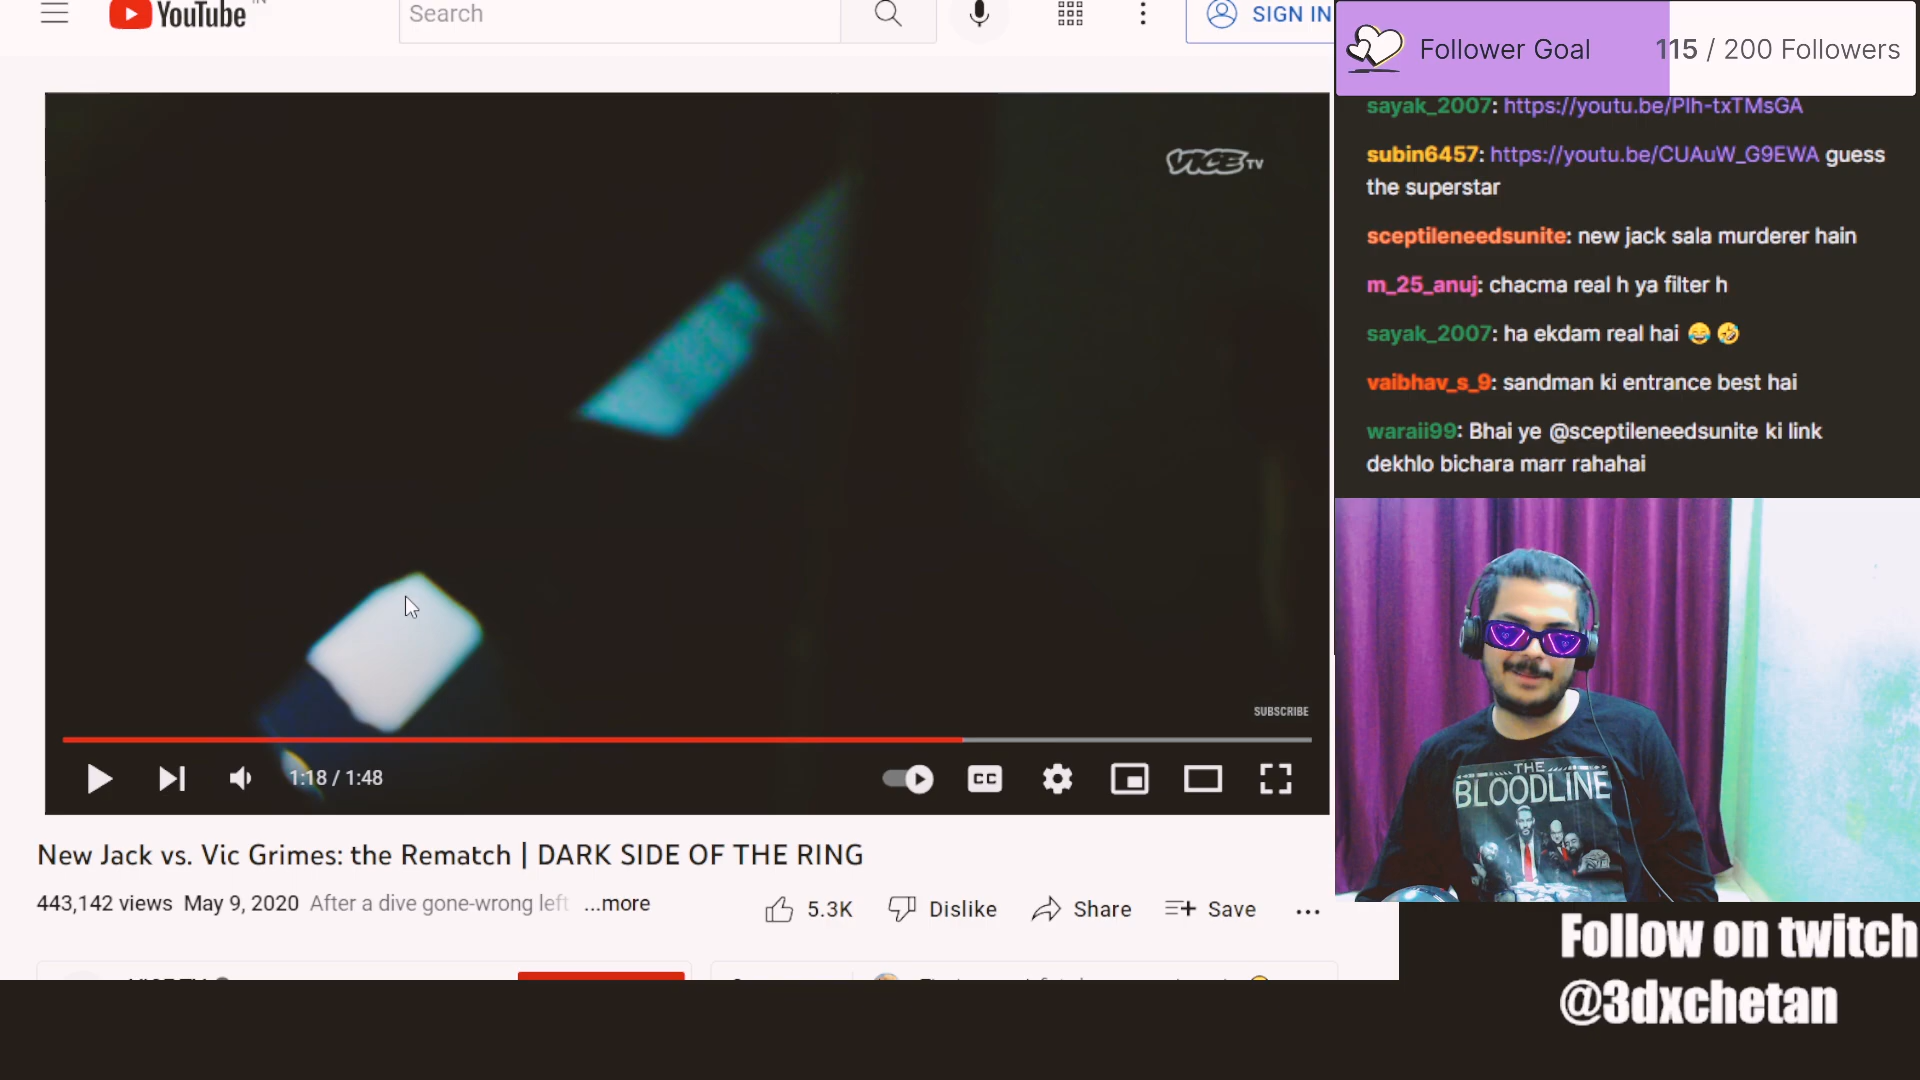 IN
YouTube
Search
SIGN IN
Follower Goal
115 / 200 Followers
VICE TV
sayak_2007: https://youtu.be/PIh-txTMsGA
subin6457: https://youtu.be/CUAuW_G9EWA guess
the superstar
sceptileneedsunite: new jack sala murderer hain
m_25_anuj: chacma real h ya filter h
sayak_2007: ha ekdam real hai 😂 🤣
vaibhav_s_9: sandman ki entrance best hai
waraii99: Bhai ye @sceptileneedsunite ki link
dekhlo bichara marr rahahai
SUBSCRIBE
1:18 / 1:48
CC
New Jack vs. Vic Grimes: the Rematch | DARK SIDE OF THE RING
443,142 views May 9, 2020 After a dive gone-wrong left ...more
5.3K
Dislike
Share
Save
THE
BLOODLINE
Follow on twitch
@3dxchetan